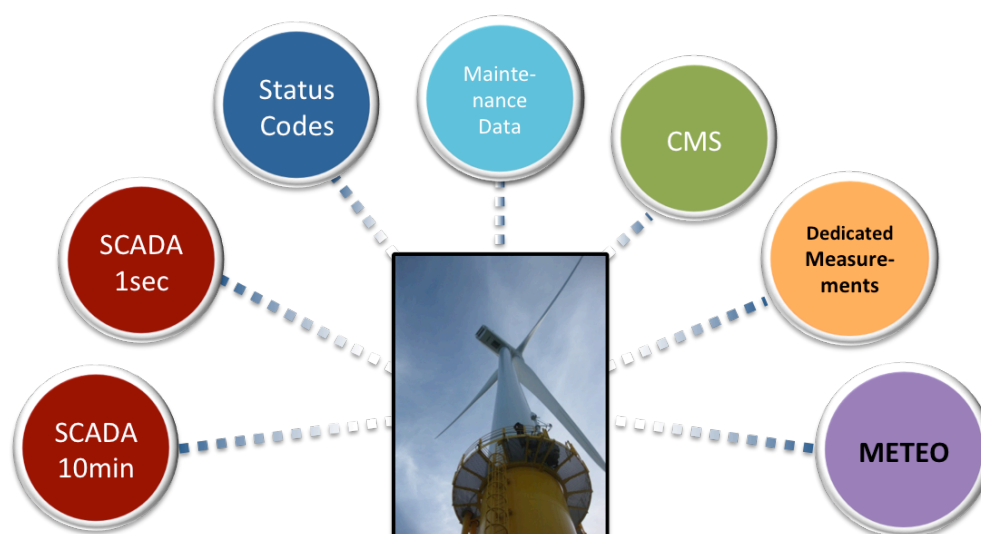 Status
Codes
Mainte-
nance
Data
CMS
SCADA
1sec
Dedicated
Measure-
ments
SCADA
10min
METEO